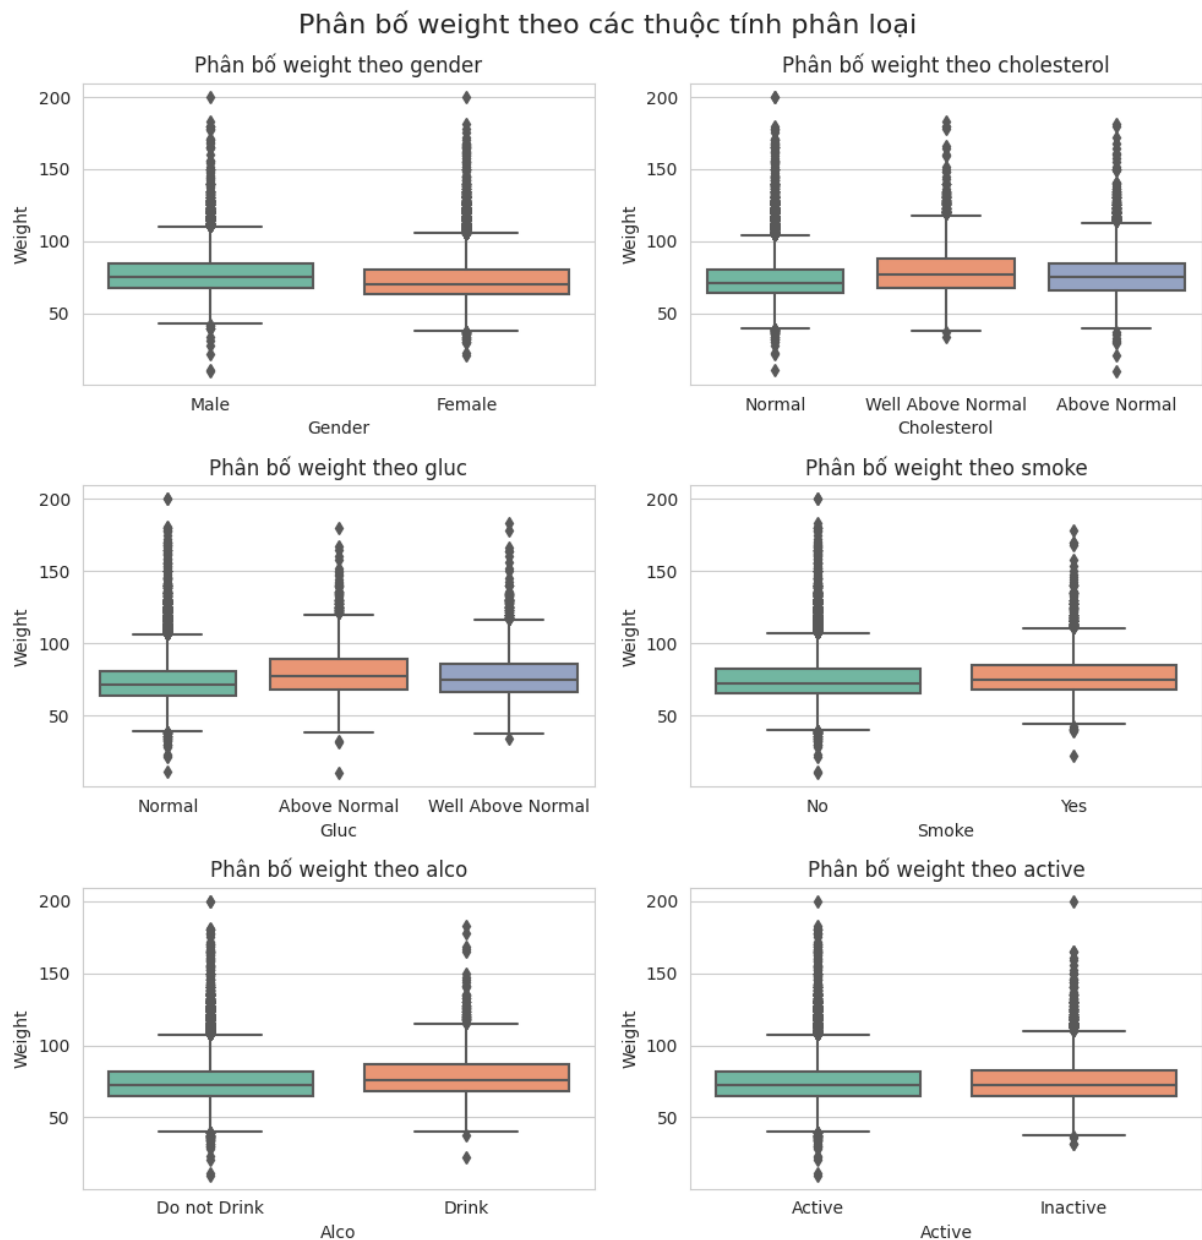 Phân bố weight theo các thuộc tính phân loại
Phân bố weight theo gender
200
150
100
50
Weight
Male Female
Gender
Phân bố weight theo cholesterol
200
150
100
50
Weight
Normal Well Above Normal Above Normal
Cholesterol
Phân bố weight theo gluc
200
150
100
50
Weight
Normal Above Normal Well Above Normal
Gluc
Phân bố weight theo smoke
200
150
100
50
Weight
No Yes
Smoke
Phân bố weight theo alco
200
150
100
50
Weight
Do not Drink Drink
Alco
Phân bố weight theo active
200
150
100
50
Weight
Active Inactive
Active